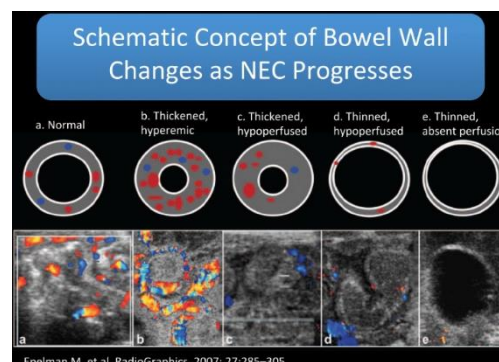 Schematic Concept of Bowel Wall
Changes as NEC Progresses
a. Normal
b. Thickened,
hyperemic
c. Thickened,
hypoperfused
d. Thinned,
hypoperfused
e. Thinned,
absent perfusion
a
b
c
d
e
Epelman M, et al. RadioGraphics. 2007; 27:285–305